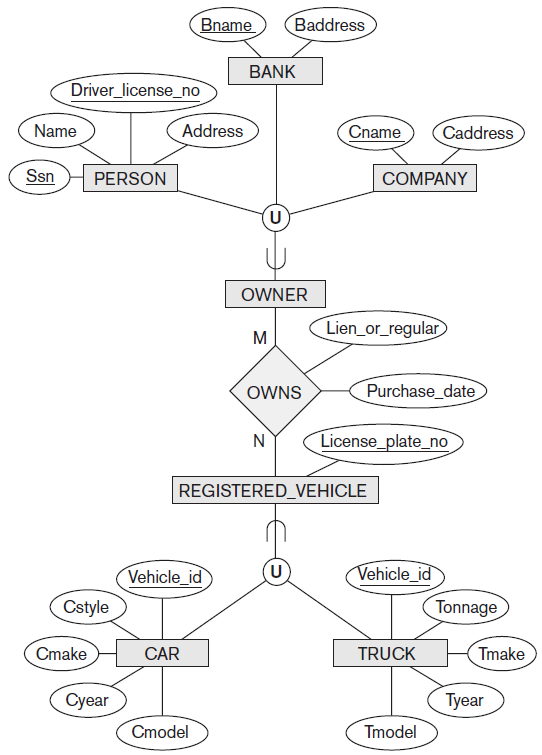 Bname
Baddress
BANK
Driver_license_no
Name
Address
Cname
Caddress
Ssn
PERSON
COMPANY
U
OWNER
M
Lien_or_regular
OWNS
Purchase_date
N
License_plate_no
REGISTERED_VEHICLE
U
Vehicle_id
Vehicle_id
Cstyle
Tonnage
Cmake
CAR
TRUCK
Tmake
Cyear
Tyear
Cmodel
Tmodel